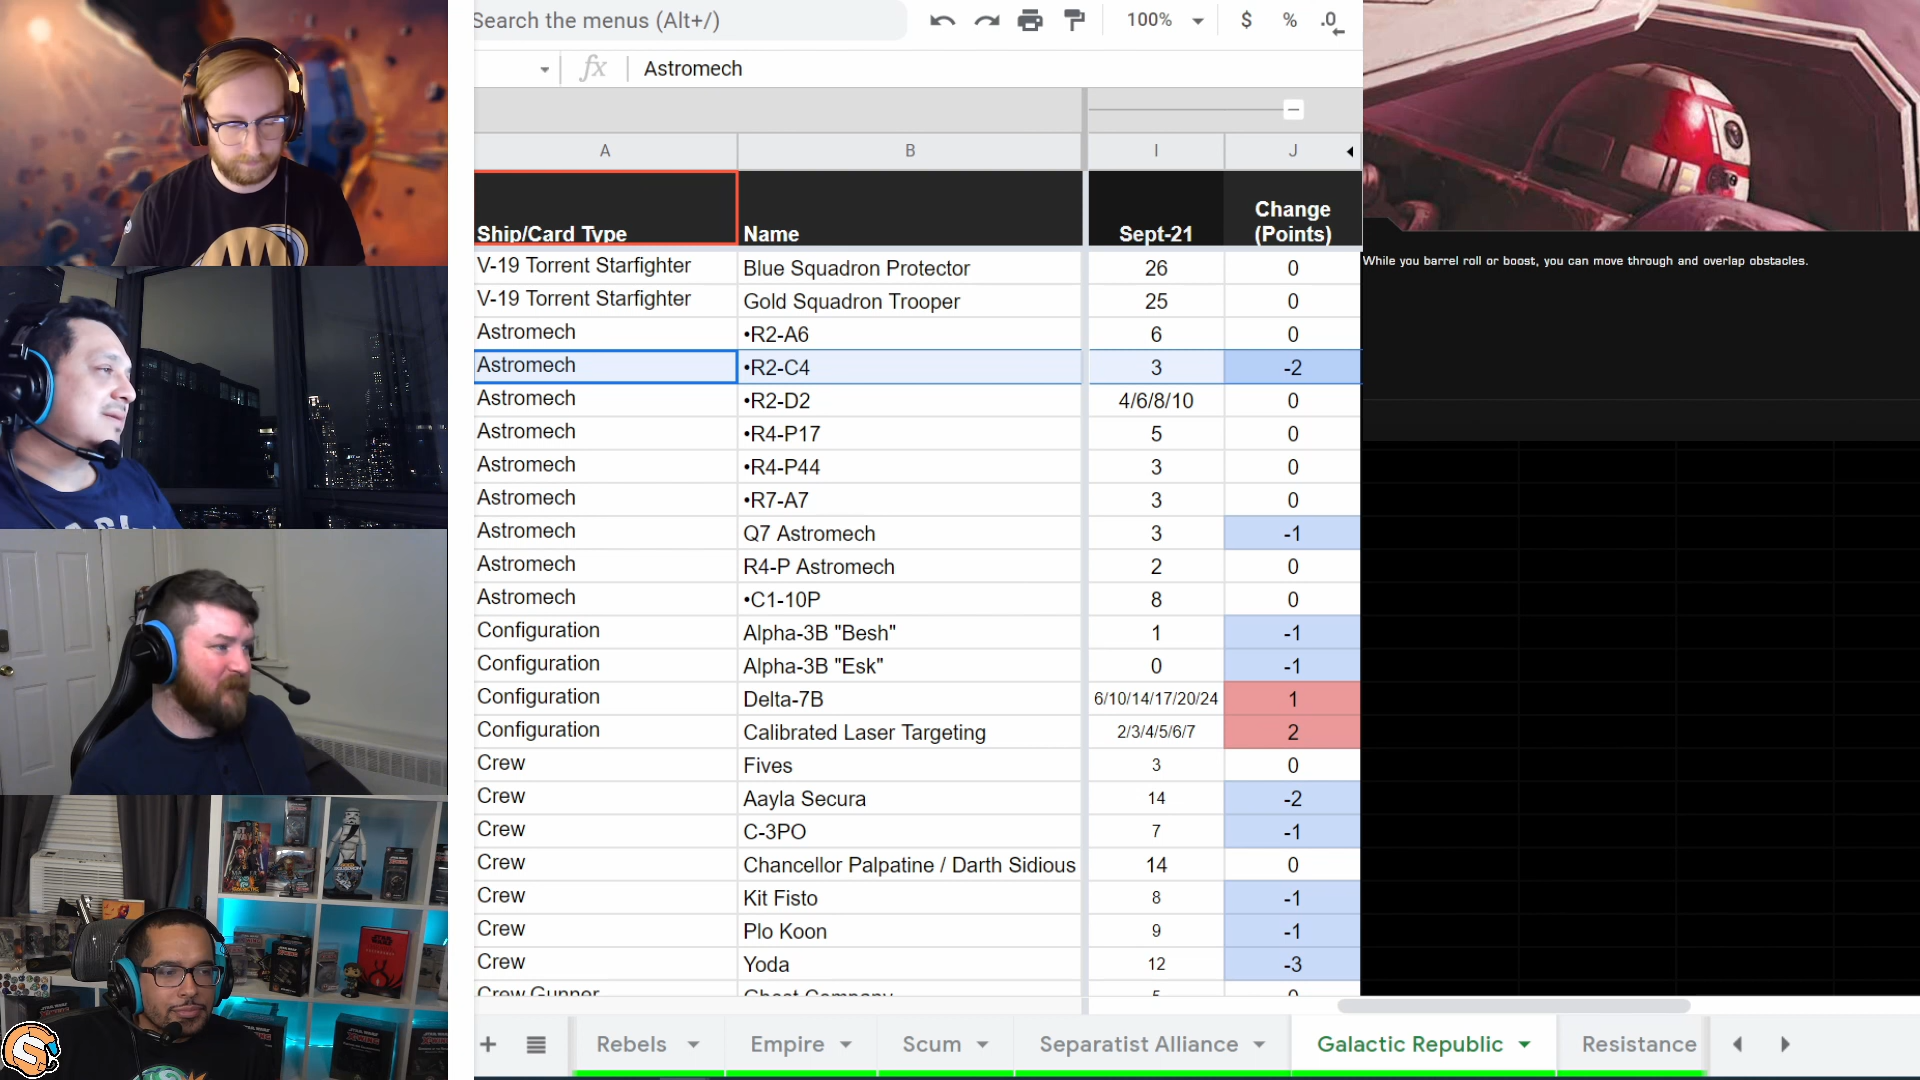 Search the menus (Alt+/)
100%
$
%
.0
fx
Astromech
A
B
I
J
Ship/Card Type
Name
Sept-21
Change (Points)
V-19 Torrent Starfighter
Blue Squadron Protector
26
0
V-19 Torrent Starfighter
Gold Squadron Trooper
25
0
Astromech
•R2-A6
6
0
Astromech
•R2-C4
3
-2
Astromech
•R2-D2
4/6/8/10
0
Astromech
•R4-P17
5
0
Astromech
•R4-P44
3
0
Astromech
•R7-A7
3
0
Astromech
Q7 Astromech
3
-1
Astromech
R4-P Astromech
2
0
Astromech
•C1-10P
8
0
Configuration
Alpha-3B "Besh"
1
-1
Configuration
Alpha-3B "Esk"
0
-1
Configuration
Delta-7B
6/10/14/17/20/24
1
Configuration
Calibrated Laser Targeting
2/3/4/5/6/7
2
Crew
Fives
3
0
Crew
Aayla Secura
14
-2
Crew
C-3PO
7
-1
Crew
Chancellor Palpatine / Darth Sidious
14
0
Crew
Kit Fisto
8
-1
Crew
Plo Koon
9
-1
Crew
Yoda
12
-3
Rebels
Empire
Scum
Separatist Alliance
Galactic Republic
Resistance
While you barrel roll or boost, you can move through and overlap obstacles.